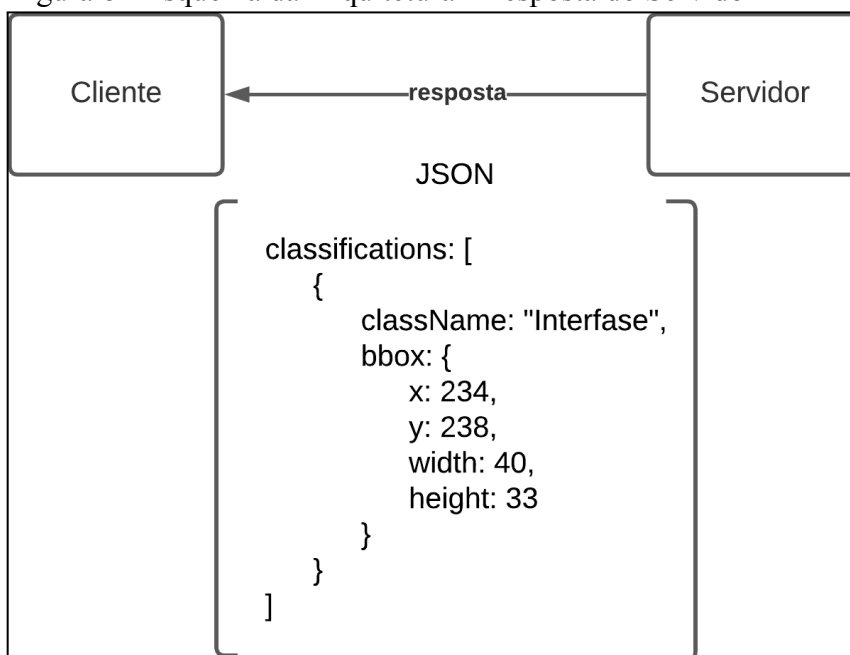 Cliente
resposta
Servidor
JSON
classifications: [
{
className: "Interfase",
bbox: {
x: 234,
y: 238,
width: 40,
height: 33
}
}
]